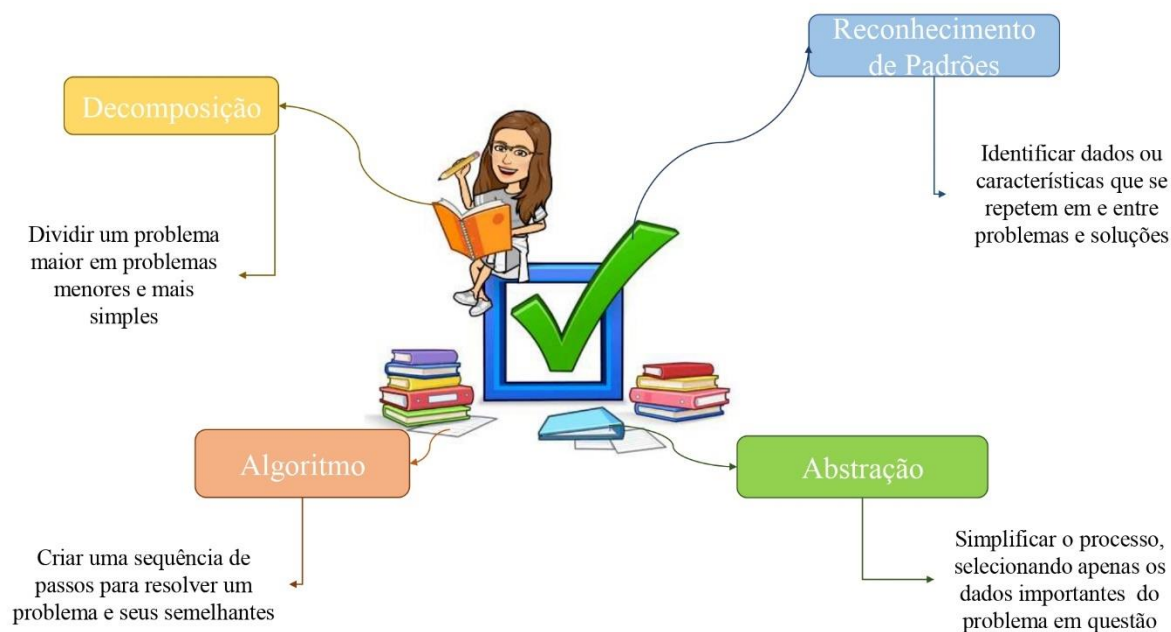 Decomposição
Dividir um problema
maior em problemas
menores e mais
simples
Reconhecimento
de Padrões
Identificar dados ou
características que se
repetem em e entre
problemas e soluções
Algoritmo
Criar uma sequência de
passos para resolver um
problema e seus semelhantes
Abstração
Simplificar o processo,
selecionando apenas os
dados importantes do
problema em questão